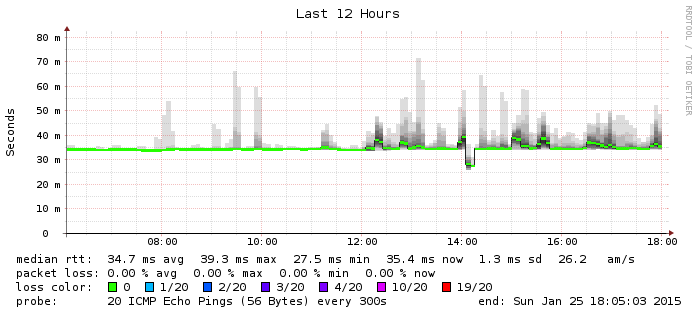 Last 12 Hours
RRDTOOL / TOBI OETIKER
Seconds
80 m
70 m
60 m
50 m
40 m
30 m
20 m
10 m
0
08:00 10:00 12:00 14:00 16:00 18:00
median rtt: 34.7 ms avg 39.3 ms max 27.5 ms min 35.4 ms now 1.3 ms sd 26.2 am/s
packet loss: 0.00 % avg 0.00 % max 0.00 % min 0.00 % now
loss color: 0 1/20 2/20 3/20 4/20 10/20 19/20
probe: 20 ICMP Echo Pings (56 Bytes) every 300s end: Sun Jan 25 18:05:03 2015